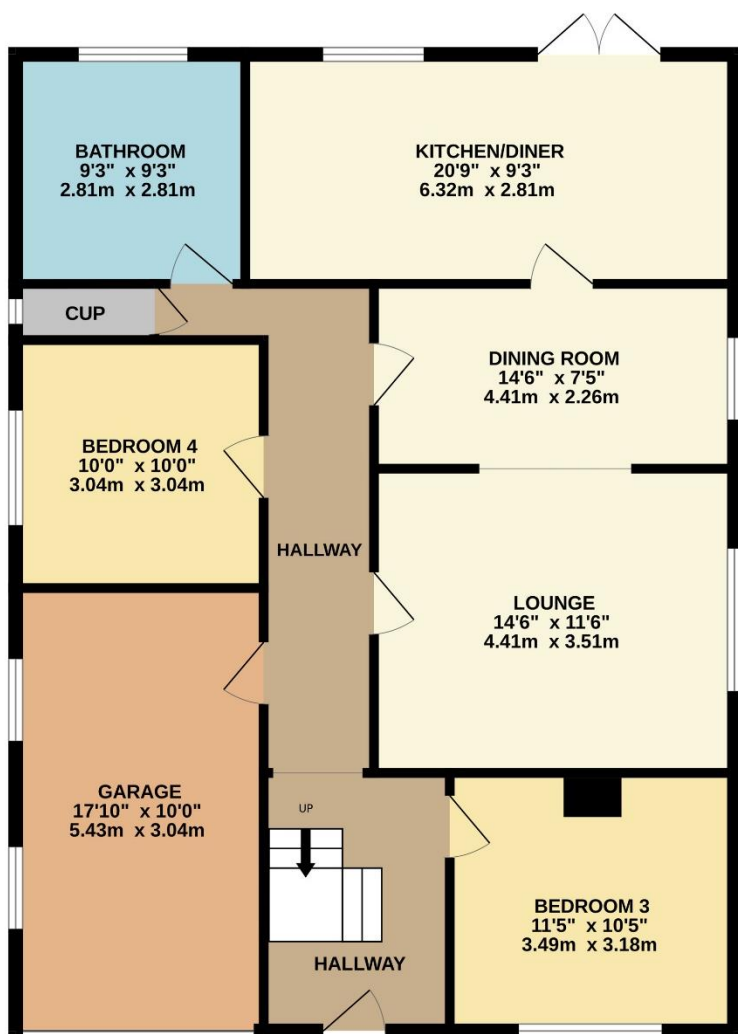 BATHROOM
9'3" x 9'3"
2.81m x 2.81m
KITCHEN/DINER
20'9" x 9'3"
6.32m x 2.81m
CUP
DINING ROOM
14'6" x 7'5"
4.41m x 2.26m
BEDROOM 4
10'0" x 10'0"
3.04m x 3.04m
HALLWAY
LOUNGE
14'6" x 11'6"
4.41m x 3.51m
GARAGE
17'10" x 10'0"
5.43m x 3.04m
UP
BEDROOM 3
11'5" x 10'5"
3.49m x 3.18m
HALLWAY